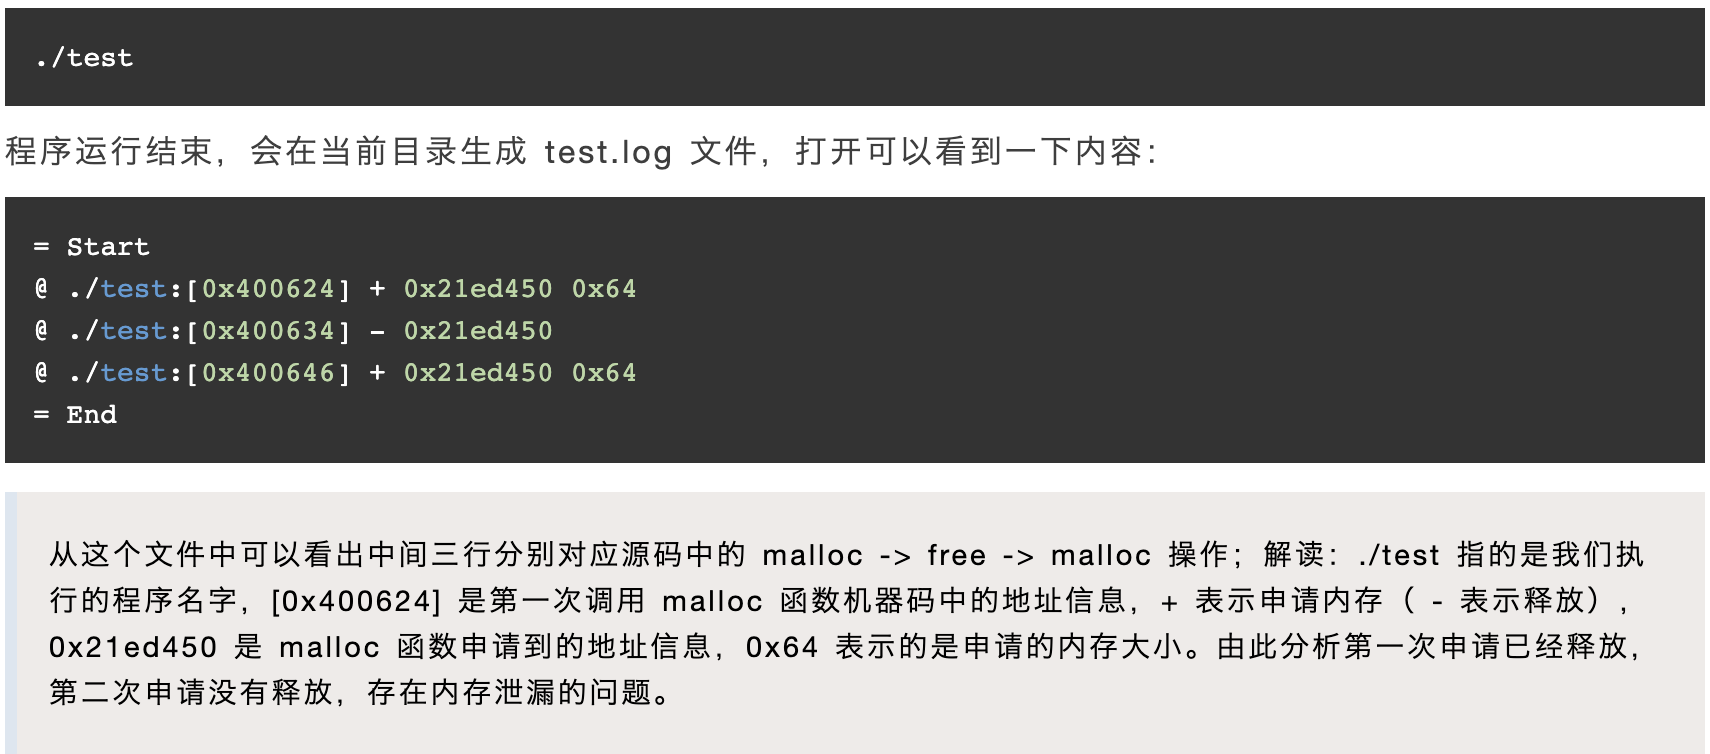 ./test
程序运行结束，会在当前目录生成 test.log 文件，打开可以看到一下内容：
= Start
@ ./test:[0x400624] + 0x21ed450 0x64
@ ./test:[0x400634] - 0x21ed450
@ ./test:[0x400646] + 0x21ed450 0x64
= End
从这个文件中可以看出中间三行分别对应源码中的 malloc -> free -> malloc 操作；解读：./test 指的是我们执
行的程序名字，[0x400624] 是第一次调用 malloc 函数机器码中的地址信息，+ 表示申请内存（ - 表示释放），
0x21ed450 是 malloc 函数申请到的地址信息，0x64 表示的是申请的内存大小。由此分析第一次申请已经释放，
第二次申请没有释放，存在内存泄漏的问题。